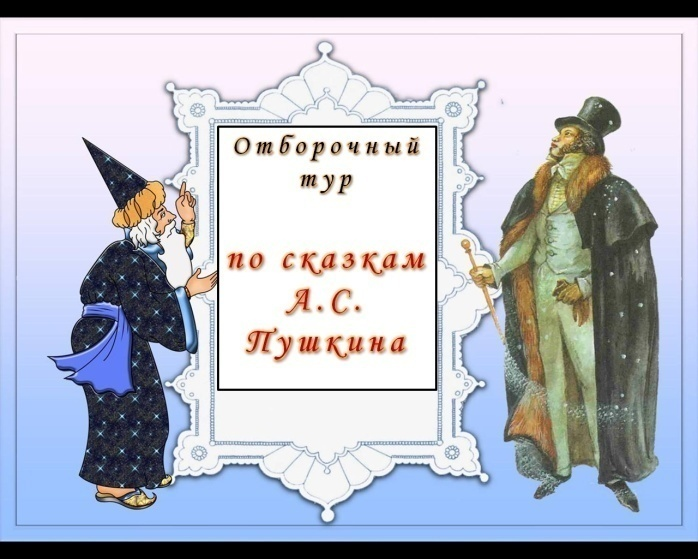 Отборочный
тур
по сказкам
А.С.
Пушкина